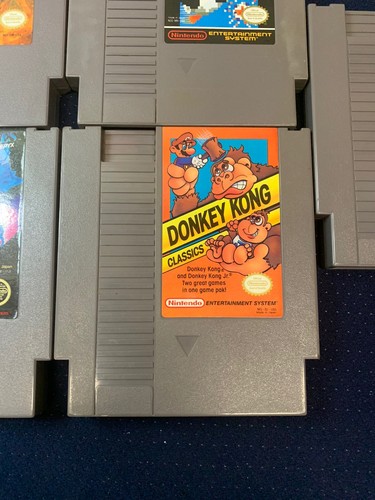 Nintendo ENTERTAINMENT
SYSTEM
DONKEY KONG
CLASSICS
Donkey Kong
and Donkey Kong Jr.
Two great games
in one game pak!
Nintendo ENTERTAINMENT SYSTEM